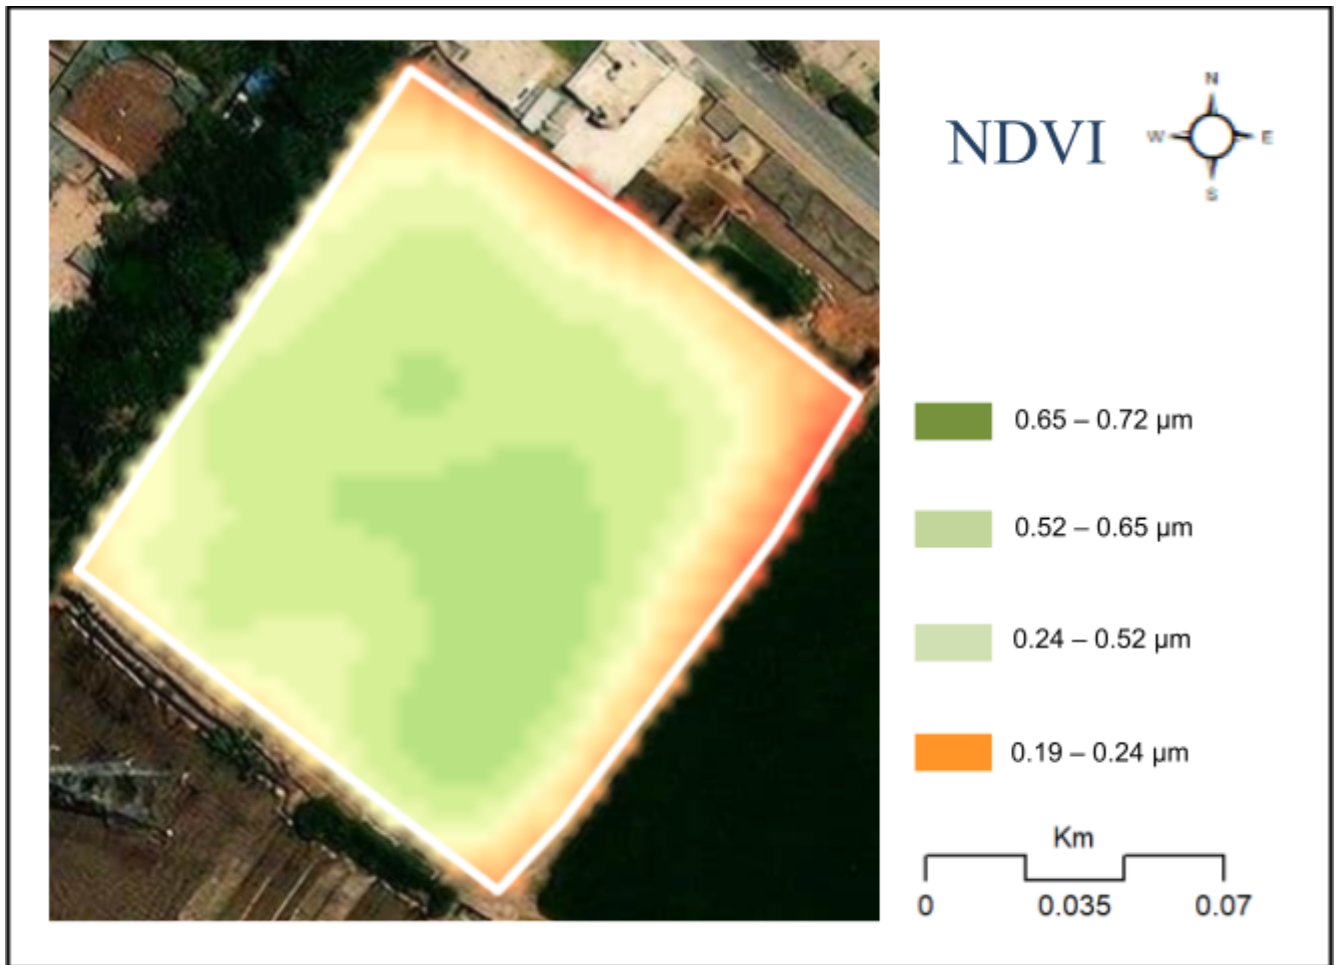 NDVI
N
W
E
S
0.65 – 0.72 µm
0.52 – 0.65 µm
0.24 – 0.52 µm
0.19 – 0.24 µm
Km
0 0.035 0.07